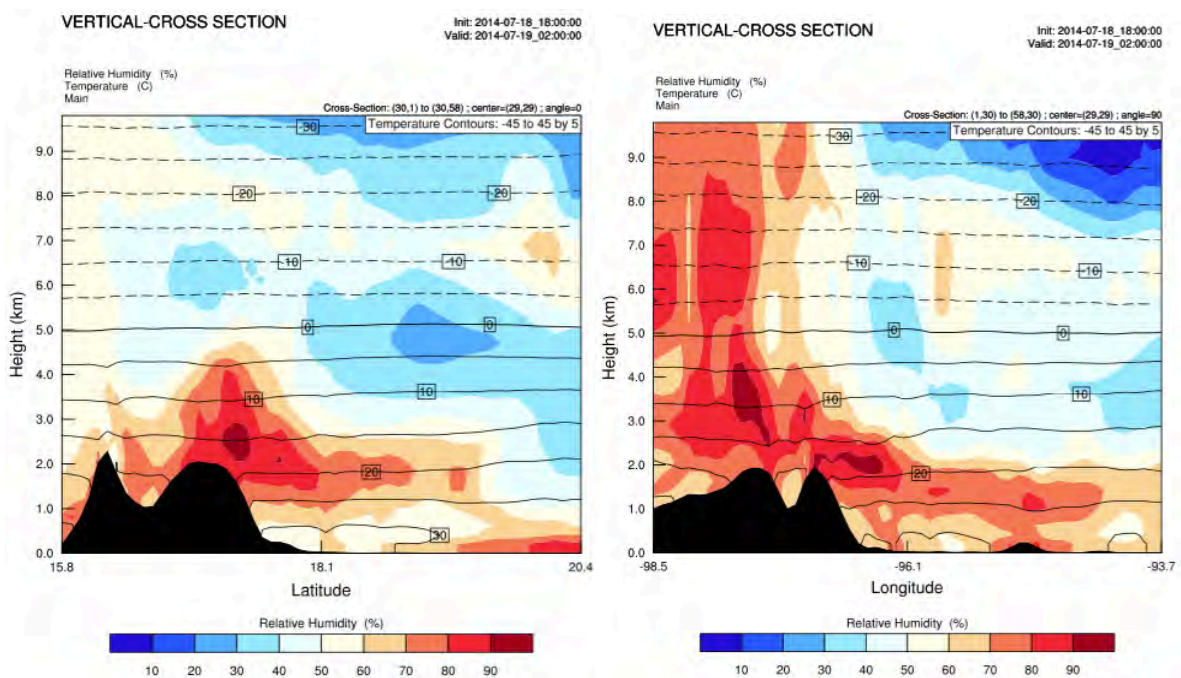 VERTICAL-CROSS SECTION
Init: 2014-07-18_18:00:00
Valid: 2014-07-19_02:00:00
Relative Humidity (%)
Temperature (C)
Main
Cross-Section: (30,1) to (30,58) ; center=(29,29) ; angle=0
Temperature Contours: -45 to 45 by 5
-30
-20
-20
-10
-10
0
0
10
10
20
30
9.0
8.0
7.0
6.0
5.0
4.0
3.0
2.0
1.0
0.0
Height (km)
15.8 18.1 20.4
Latitude
Relative Humidity (%)
10 20 30 40 50 60 70 80 90
VERTICAL-CROSS SECTION
Init: 2014-07-18_18:00:00
Valid: 2014-07-19_02:00:00
Relative Humidity (%)
Temperature (C)
Main
Cross-Section: (1,30) to (58,30) ; center=(29,29) ; angle=90
Temperature Contours: -45 to 45 by 5
-30
-20
-20
-10
-10
0
0
10
10
20
9.0
8.0
7.0
6.0
5.0
4.0
3.0
2.0
1.0
0.0
Height (km)
-98.5 -96.1 -93.7
Longitude
Relative Humidity (%)
10 20 30 40 50 60 70 80 90